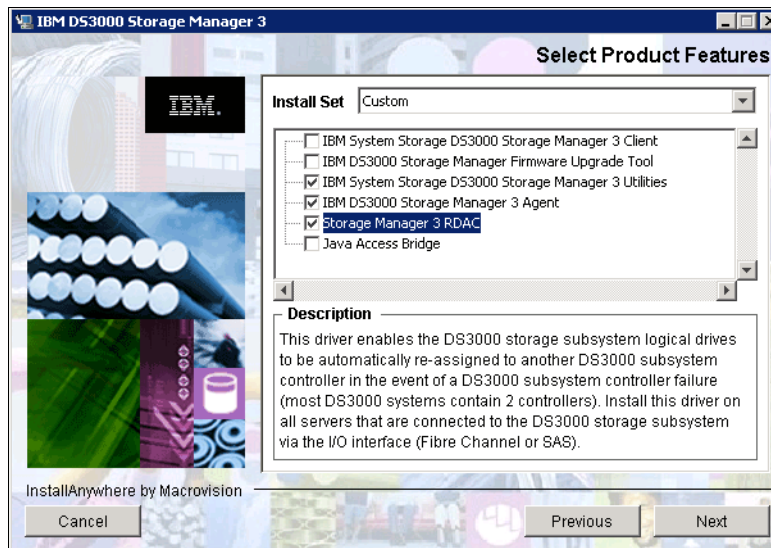 IBM DS3000 Storage Manager 3
Select Product Features
IBM.
Install Set Custom
IBM System Storage DS3000 Storage Manager 3 Client
IBM DS3000 Storage Manager Firmware Upgrade Tool
IBM System Storage DS3000 Storage Manager 3 Utilities
IBM DS3000 Storage Manager 3 Agent
Storage Manager 3 RDAC
Java Access Bridge
Description
This driver enables the DS3000 storage subsystem logical drives
to be automatically re-assigned to another DS3000 subsystem
controller in the event of a DS3000 subsystem controller failure
(most DS3000 systems contain 2 controllers). Install this driver on
all servers that are connected to the DS3000 storage subsystem
via the I/O interface (Fibre Channel or SAS).
InstallAnywhere by Macrovision
Cancel Previous Next